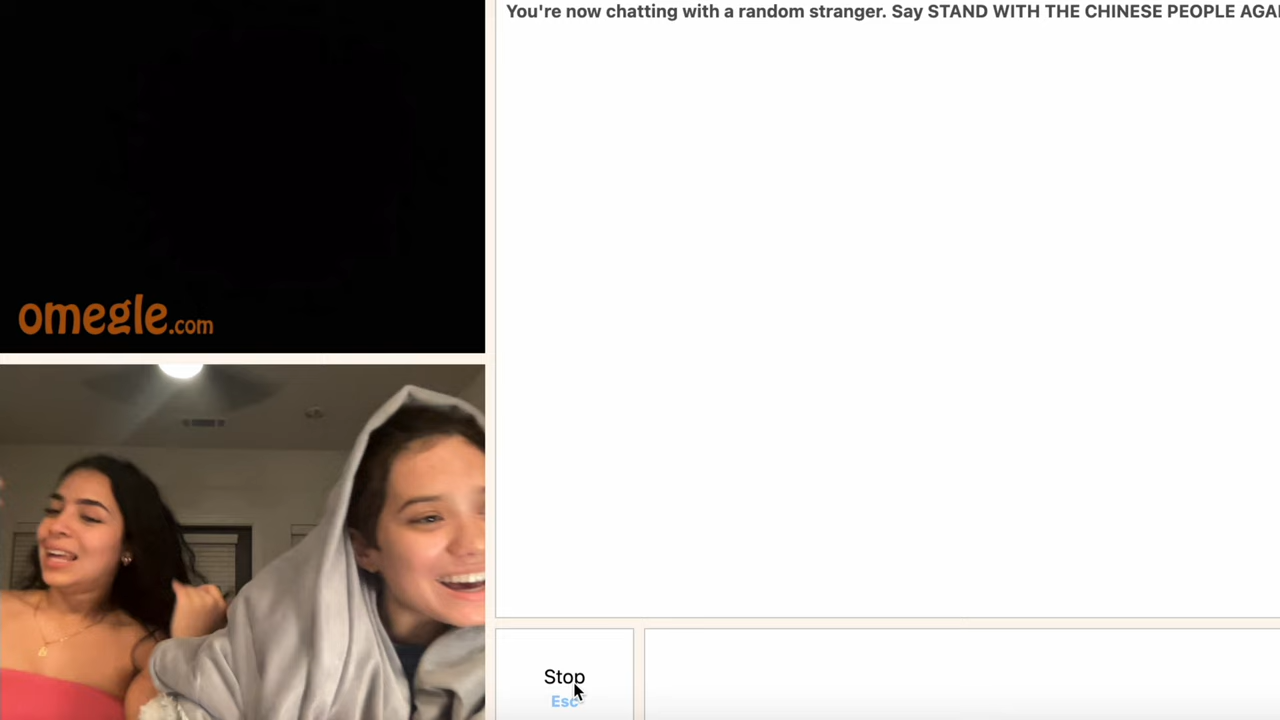 You're now chatting with a random stranger. Say STAND WITH THE CHINESE PEOPLE
omegle.com
Stop
Esc